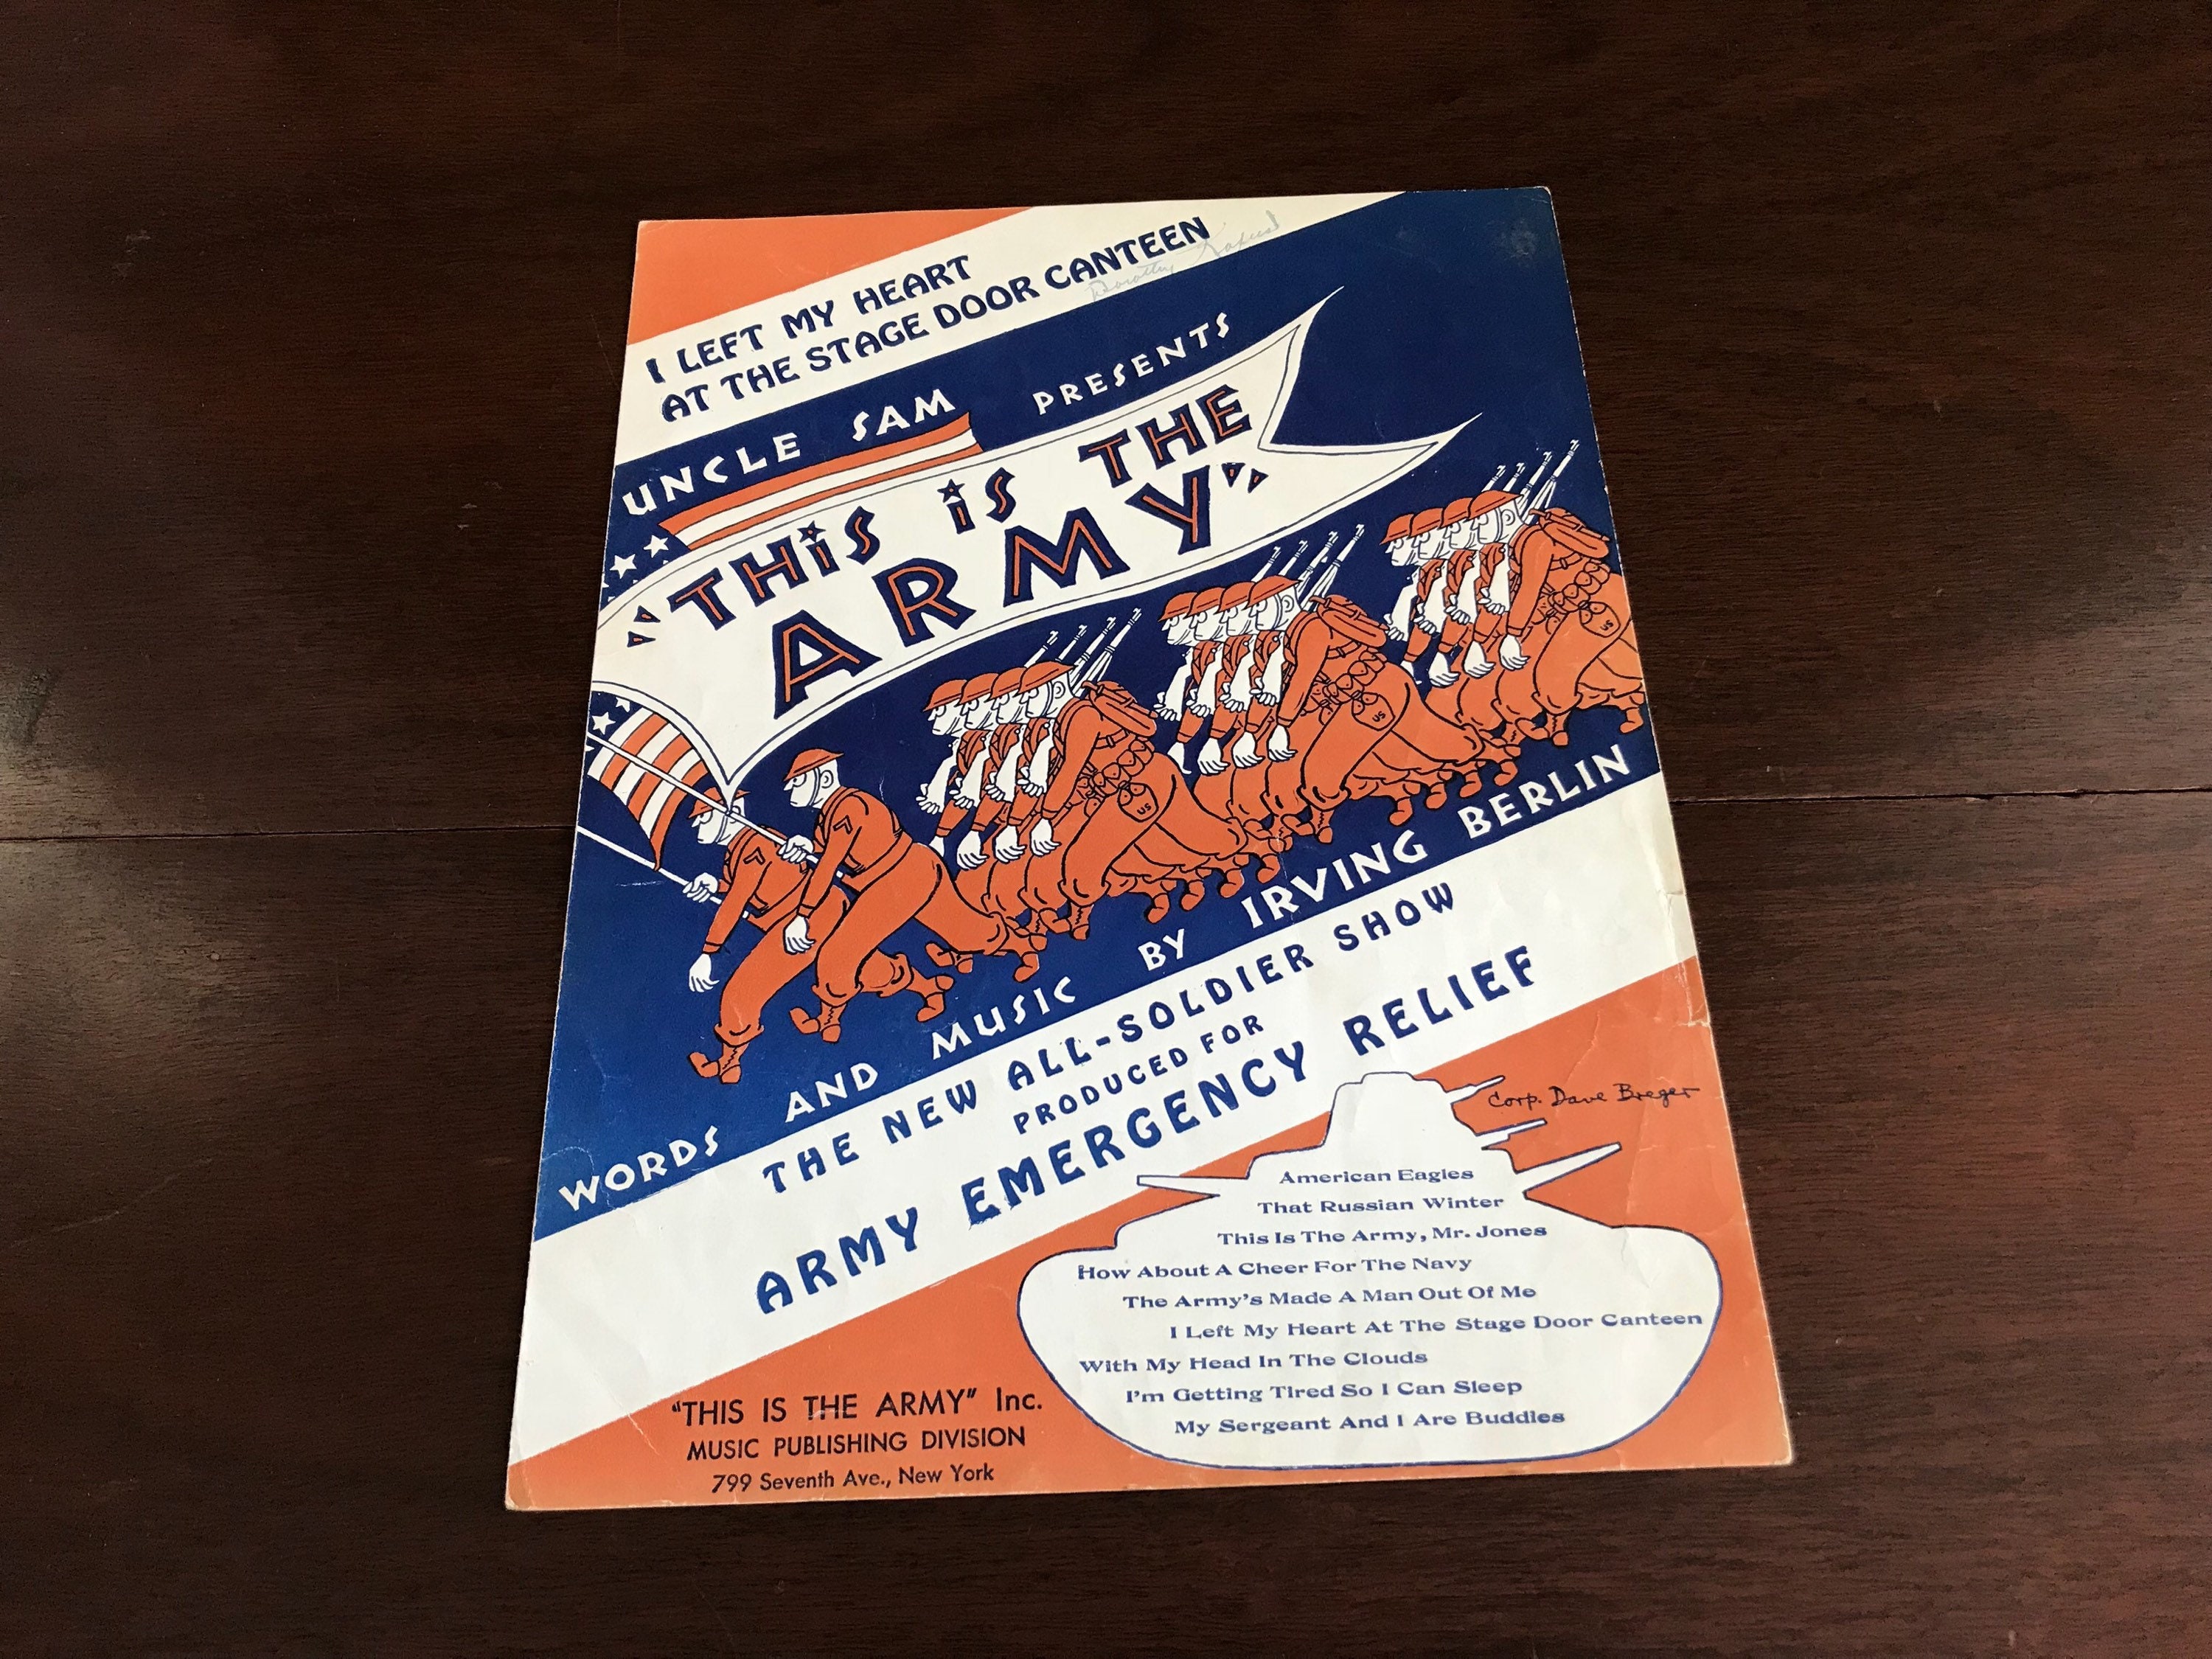 I LEFT MY HEART
AT THE STAGE DOOR CANTEEN
Dorothy
UNCLE SAM PRESENTS
"THiS iS THE
ARMY"
US
US
US
WORDS AND MUSIC BY IRVING BERLIN
THE NEW ALL-SOLDIER SHOW
PRODUCED FOR
ARMY EMERGENCY RELIEF
Corp. Dave Breger
American Eagles
That Russian Winter
This Is The Army, Mr. Jones
How About A Cheer For The Navy
The Army's Made A Man Out Of Me
I Left My Heart At The Stage Door Canteen
With My Head In The Clouds
I'm Getting Tired So I Can Sleep
My Sergeant And I Are Buddies
"THIS IS THE ARMY" Inc.
MUSIC PUBLISHING DIVISION
799 Seventh Ave., New York